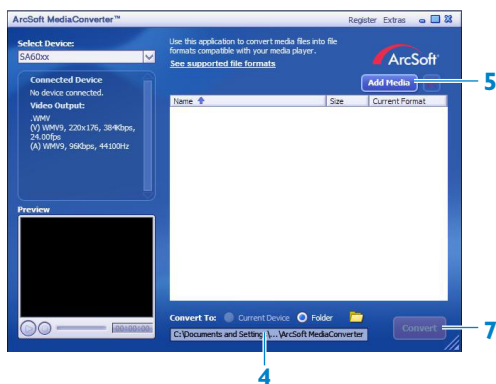 ArcSoft MediaConverter™
Register Extras
Select Device:
SA60xx
Use this application to convert media files into file
formats compatible with your media player.
See supported file formats
ArcSoft®
Add Media
5
Connected Device
No device connected.
Video Output:
.WMV
(V) WMV9, 220x176, 384Kbps,
24.00fps
(A) WMV9, 96Kbps, 44100Hz
Name Size Current Format
Preview
00:00:00
Convert To: Current Device Folder
C:\Documents and Setting \... \ArcSoft MediaConverter
Convert
7
4